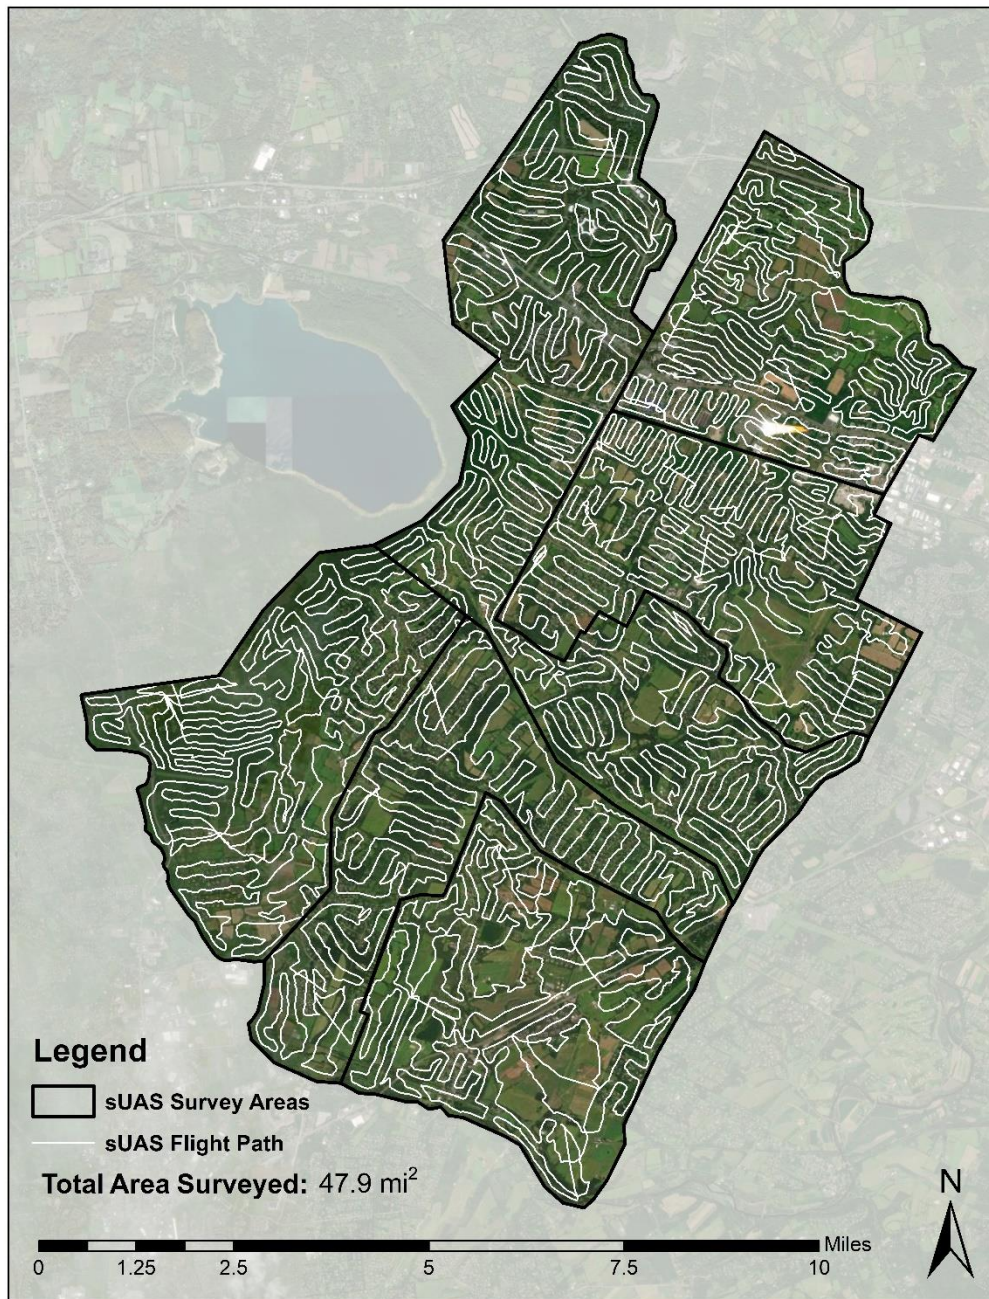 Legend
sUAS Survey Areas
sUAS Flight Path
Total Area Surveyed: 47.9 mi²
N
Miles
0 1.25 2.5 5 7.5 10